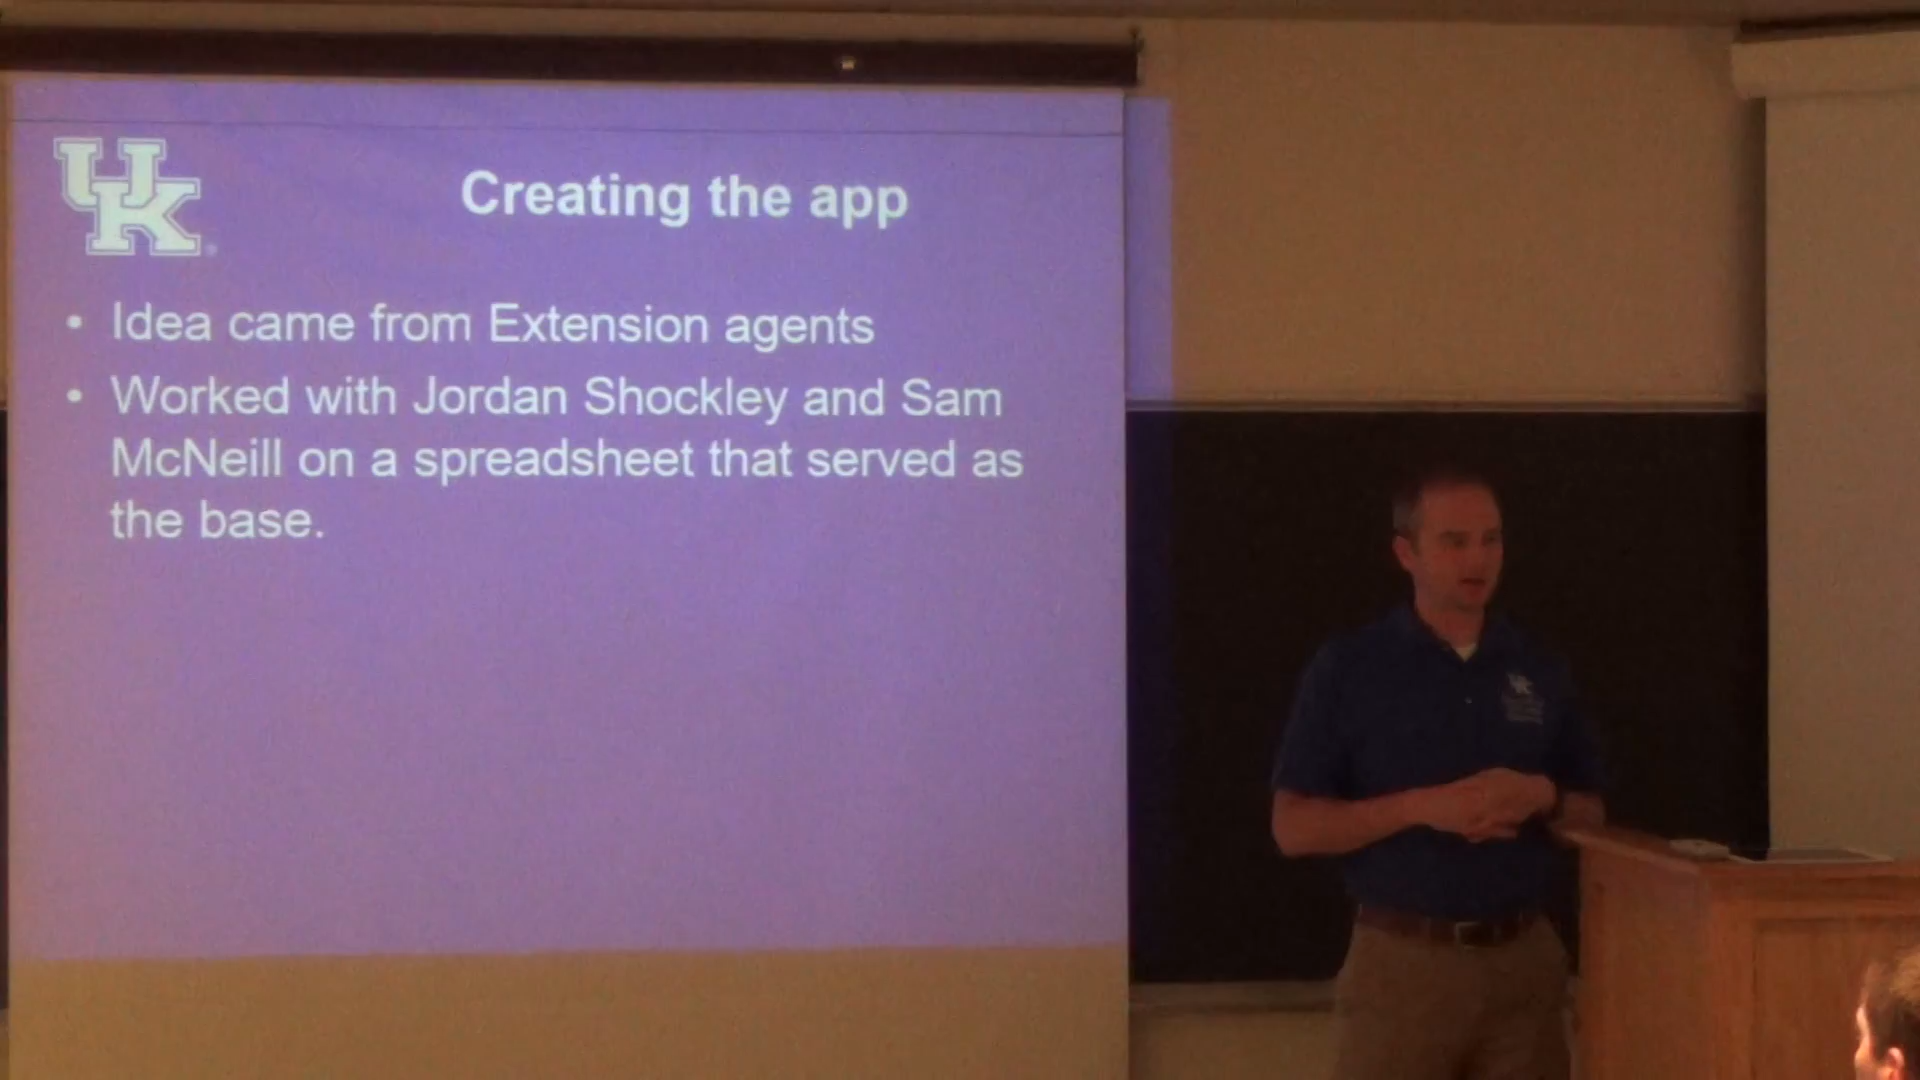 UK
Creating the app
• Idea came from Extension agents
• Worked with Jordan Shockley and Sam
McNeill on a spreadsheet that served as
the base.
UK